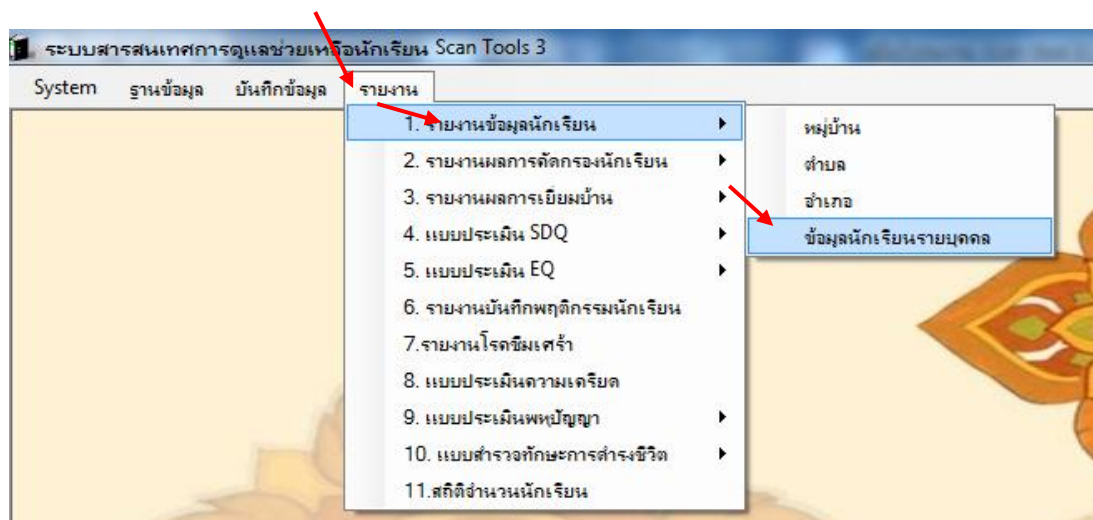 ระบบสารสนเทศการดูแลช่วยเหลือนักเรียน Scan Tools 3
System ฐานข้อมูล บันทึกข้อมูล รายงาน
1. รายงานข้อมูลนักเรียน
2. รายงานผลการคัดกรองนักเรียน
3. รายงานผลการเยี่ยมบ้าน
4. แบบประเมิน SDQ
5. แบบประเมิน EQ
6. รายงานบันทึกพฤติกรรมนักเรียน
7.รายงานโรคซึมเศร้า
8. แบบประเมินความเครียด
9. แบบประเมินพหุปัญญา
10. แบบสำรวจทักษะการดำรงชีวิต
11.สถิติจำนวนนักเรียน
หมู่บ้าน
ตำบล
อำเภอ
ข้อมูลนักเรียนรายบุคคล